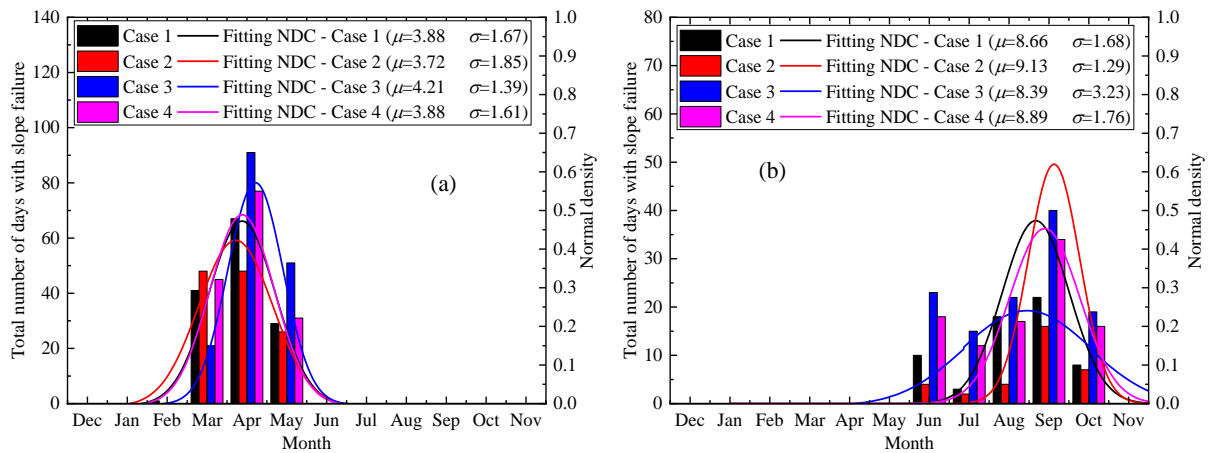 Case 1 Fitting NDC - Case 1 (μ=3.88 σ=1.67)
Case 2 Fitting NDC - Case 2 (μ=3.72 σ=1.85)
Case 3 Fitting NDC - Case 3 (μ=4.21 σ=1.39)
Case 4 Fitting NDC - Case 4 (μ=3.88 σ=1.61)
(a)
Total number of days with slope failure
140
120
100
80
60
40
20
0
Dec Jan Feb Mar Apr May Jun Jul Aug Sep Oct Nov
Month
1.0
0.9
0.8
0.7
0.6
0.5
0.4
0.3
0.2
0.1
0.0
Normal density
Case 1 Fitting NDC - Case 1 (μ=8.66 σ=1.68)
Case 2 Fitting NDC - Case 2 (μ=9.13 σ=1.29)
Case 3 Fitting NDC - Case 3 (μ=8.39 σ=3.23)
Case 4 Fitting NDC - Case 4 (μ=8.89 σ=1.76)
(b)
Total number of days with slope failure
80
70
60
50
40
30
20
10
0
Dec Jan Feb Mar Apr May Jun Jul Aug Sep Oct Nov
Month
1.0
0.9
0.8
0.7
0.6
0.5
0.4
0.3
0.2
0.1
0.0
Normal density